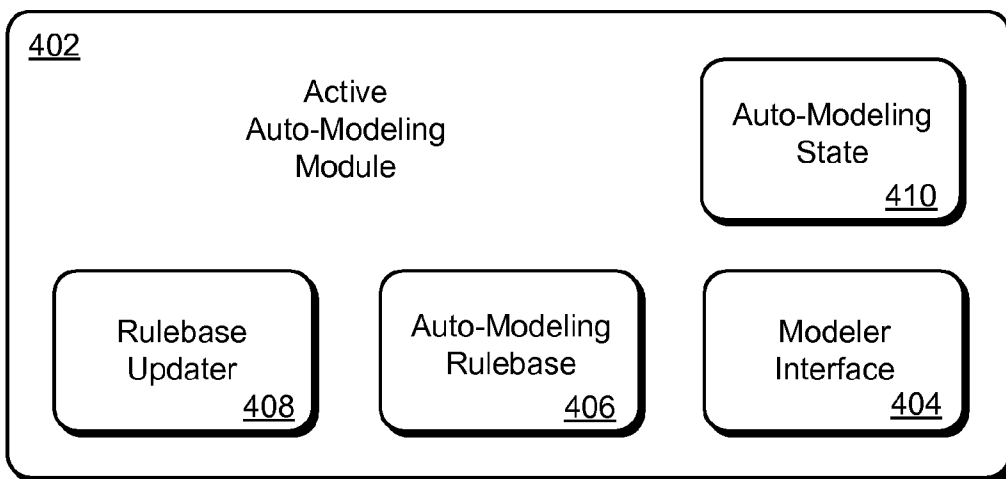 402
Active
Auto-Modeling
Module
Auto-Modeling
State
410
Rulebase
Updater
408
Auto-Modeling
Rulebase
406
Modeler
Interface
404